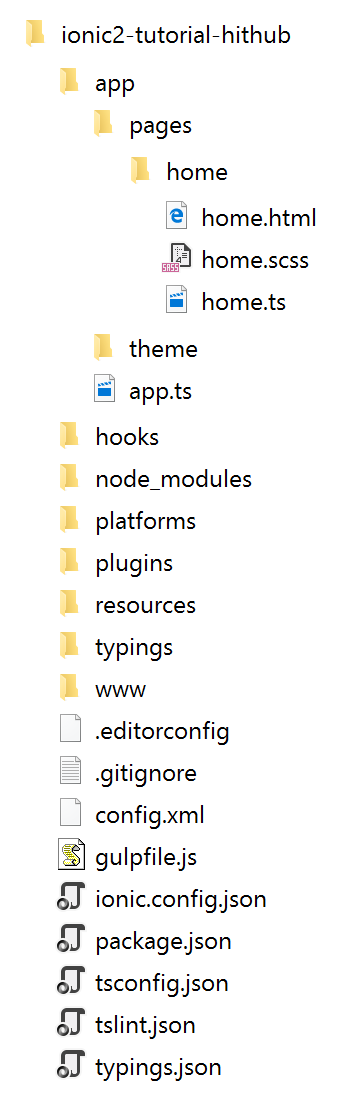 ionic2-tutorial-hithub
app
pages
home
home.html
home.scss
home.ts
theme
app.ts
hooks
node_modules
platforms
plugins
resources
typings
www
.editorconfig
.gitignore
config.xml
gulpfile.js
ionic.config.json
package.json
tsconfig.json
tslint.json
typings.json